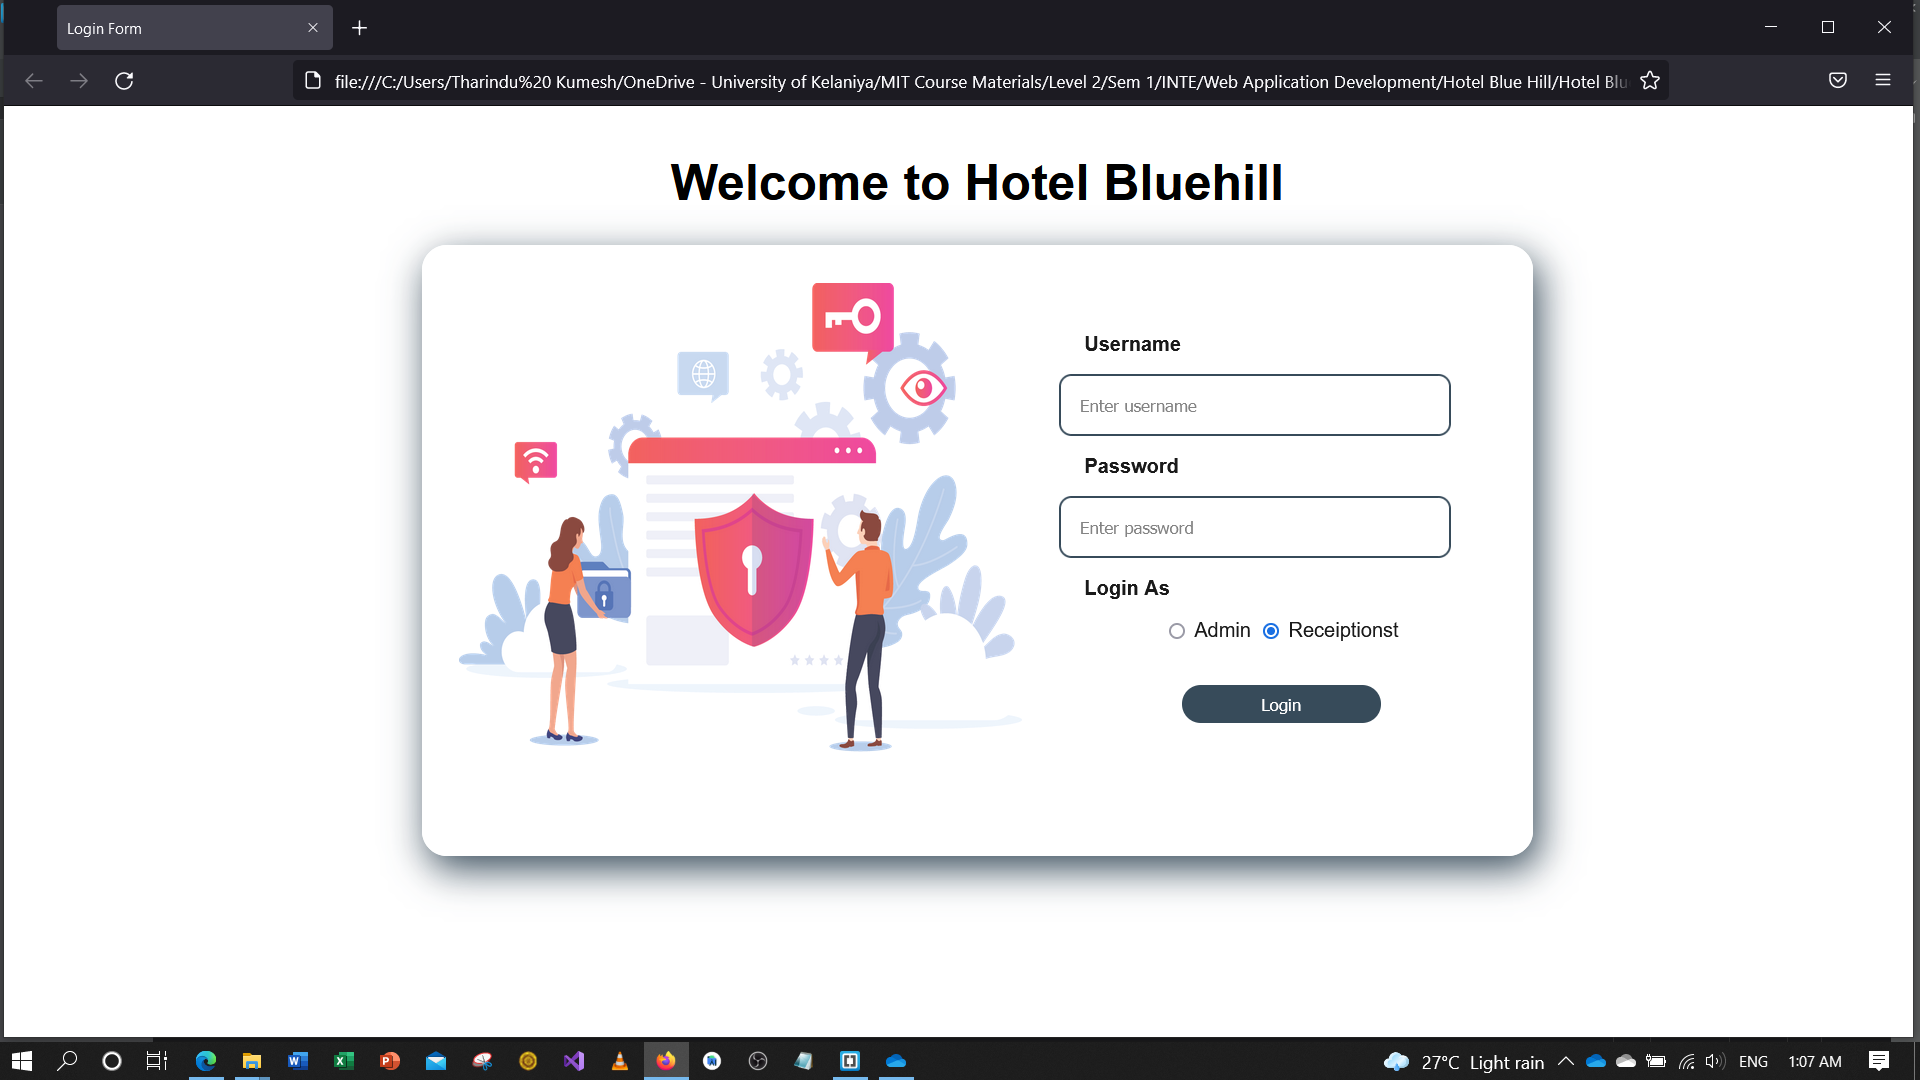 Login Form
file:///C:/Users/Tharindu%20 Kumesh/OneDrive - University of Kelaniya/MIT Course Materials/Level 2/Sem 1/INTE/Web Application Development/Hotel Blue Hill/Hotel Blu
Welcome to Hotel Bluehill
Username
Enter username
Password
Enter password
Login As
Admin Receiptionst
Login
27°C Light rain ENG 1:07 AM